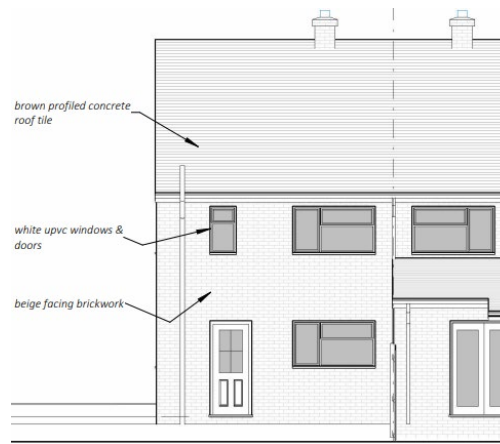 brown profiled concrete
roof tile
white upvc windows &
doors
beige facing brickwork